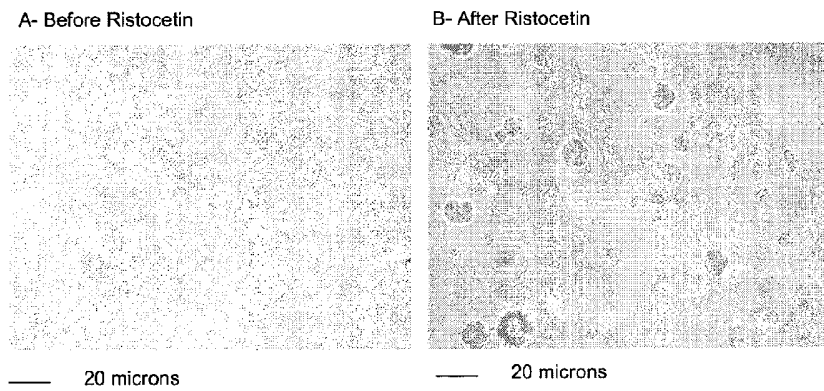 A- Before Ristocetin
B- After Ristocetin
20 microns
20 microns